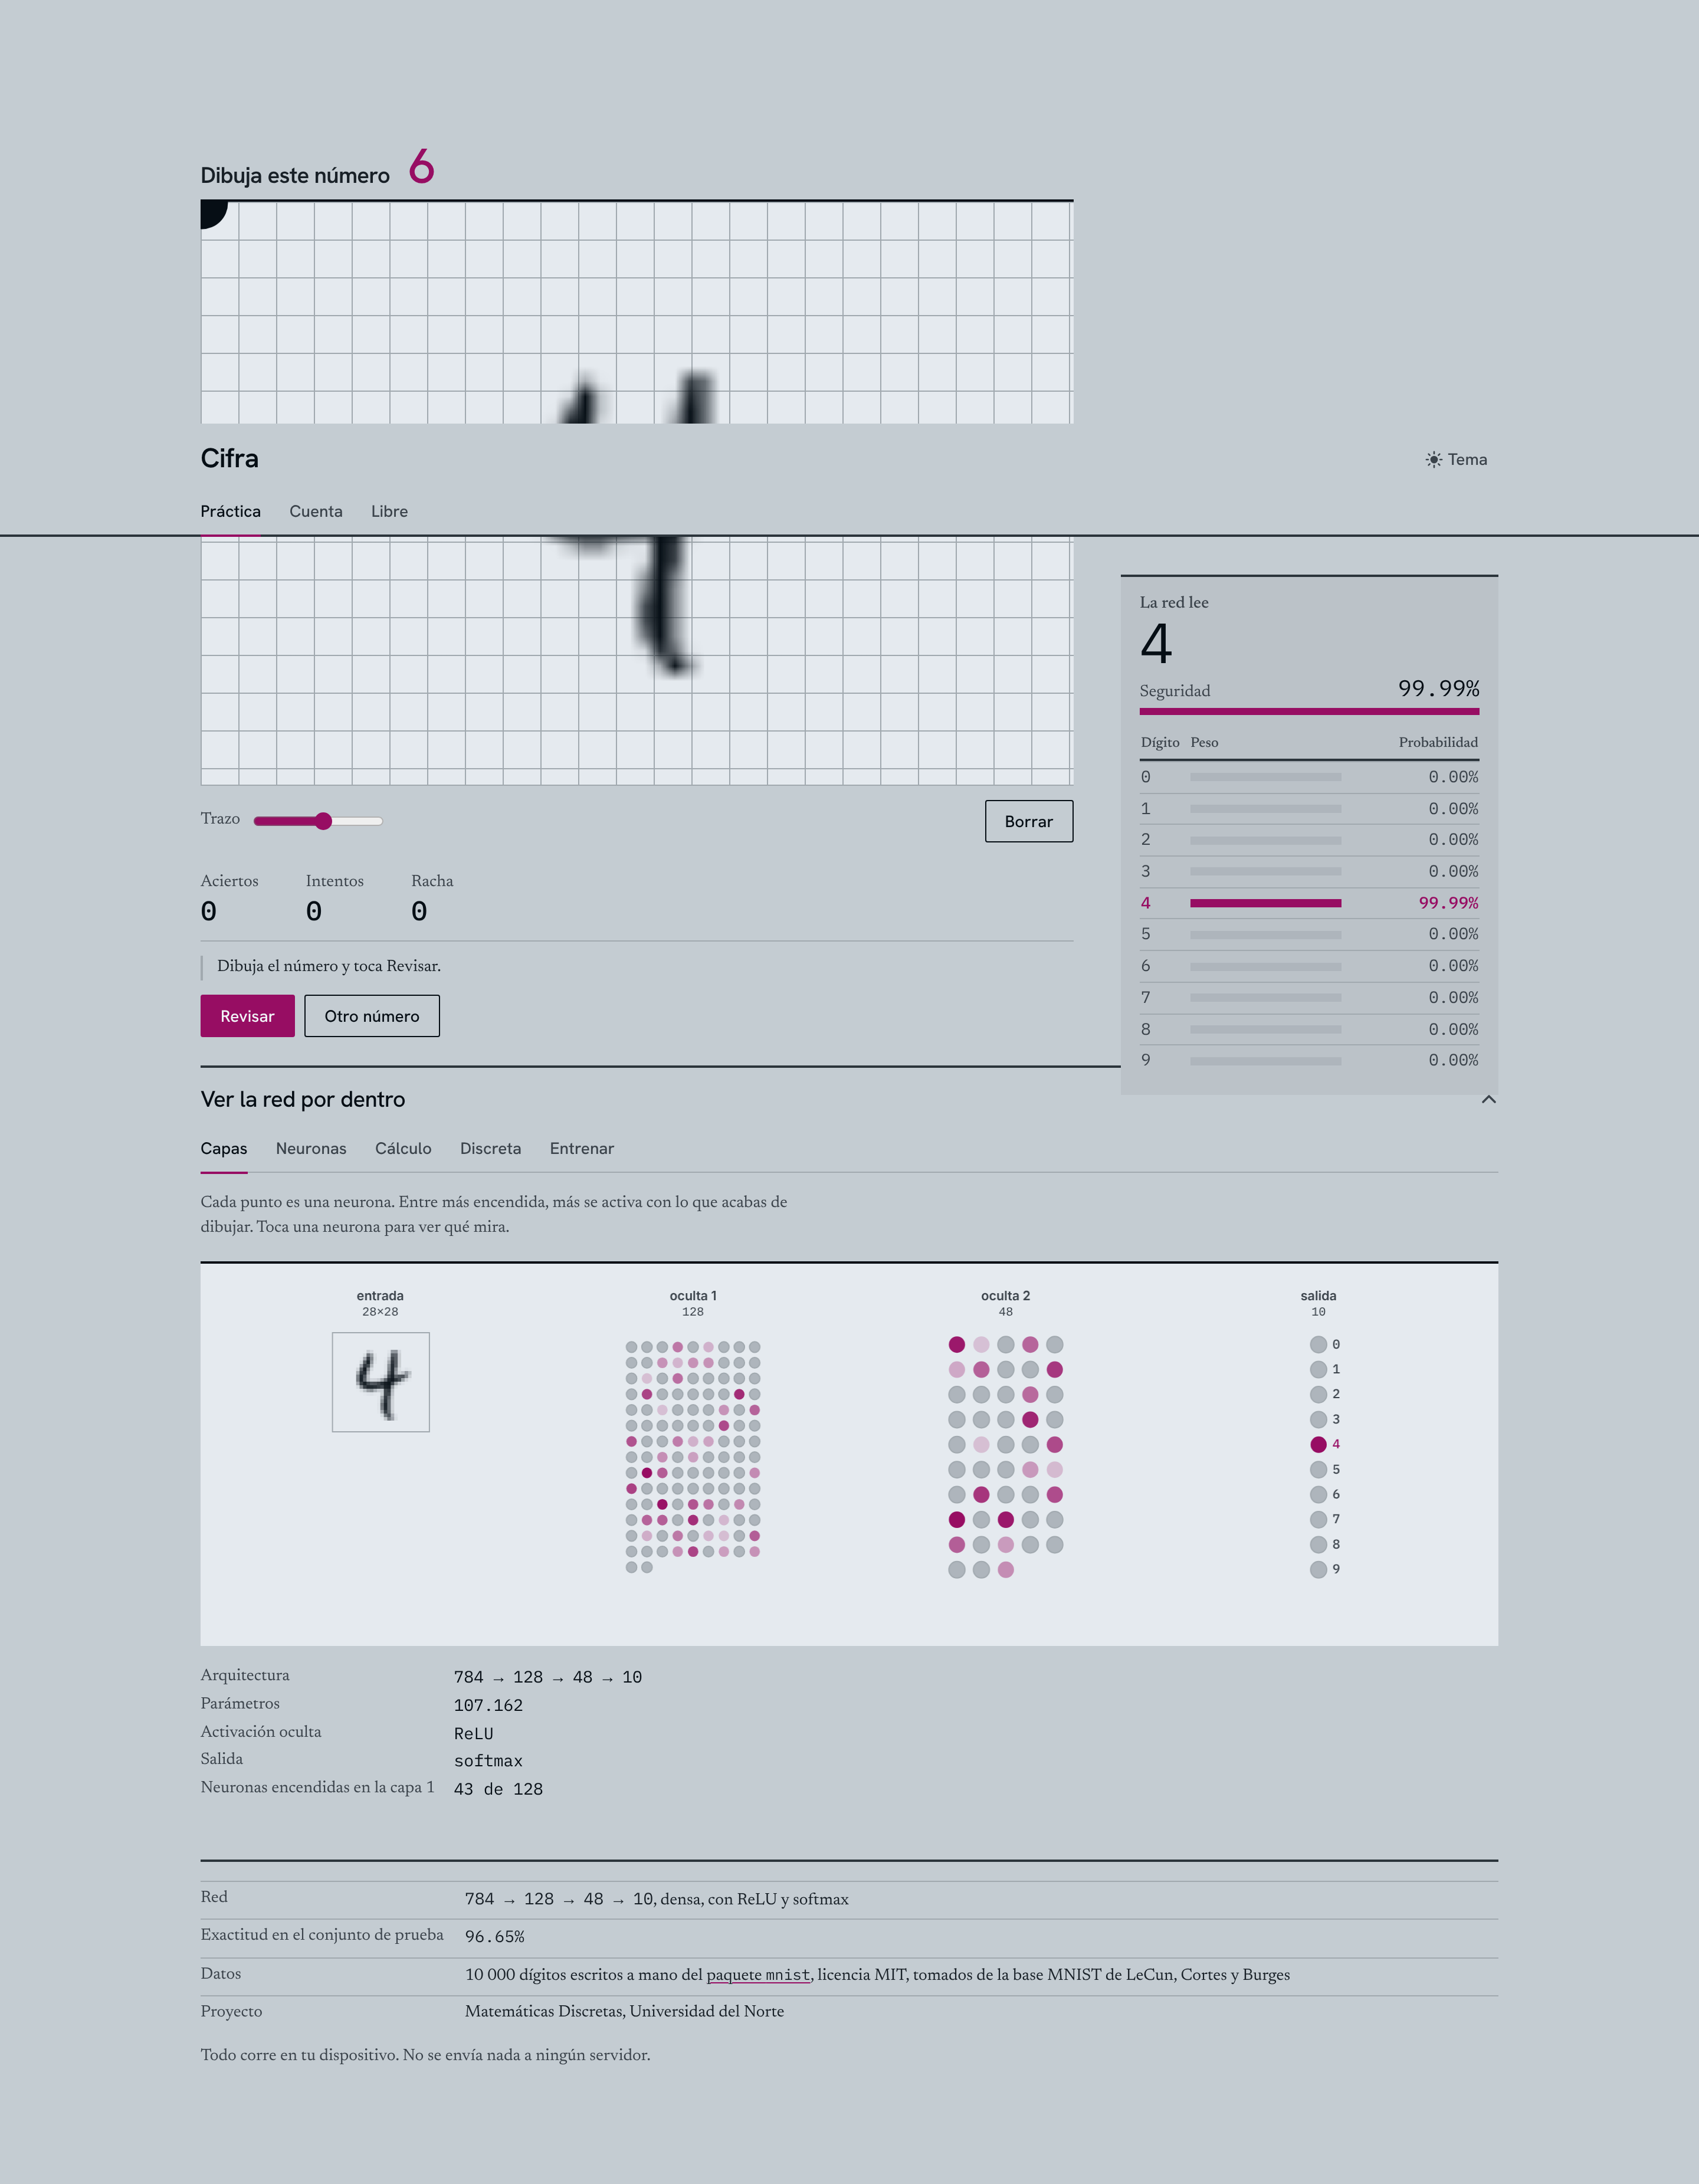 Dibuja este número 6
Cifra
Tema
Práctica Cuenta Libre
La red lee
4
Seguridad 99.99%
Dígito Peso Probabilidad
0 0.00%
1 0.00%
2 0.00%
3 0.00%
4 99.99%
5 0.00%
6 0.00%
7 0.00%
8 0.00%
9 0.00%
Trazo
Borrar
Aciertos Intentos Racha
0 0 0
Dibuja el número y toca Revisar.
Revisar Otro número
Ver la red por dentro
Capas Neuronas Cálculo Discreta Entrenar
Cada punto es una neurona. Entre más encendida, más se activa con lo que acabas de
dibujar. Toca una neurona para ver qué mira.
entrada oculta 1 oculta 2 salida
28×28 128 48 10
4
0
1
2
3
4
5
6
7
8
9
Arquitectura 784 → 128 → 48 → 10
Parámetros 107.162
Activación oculta ReLU
Salida softmax
Neuronas encendidas en la capa 1 43 de 128
Red 784 → 128 → 48 → 10, densa, con ReLU y softmax
Exactitud en el conjunto de prueba 96.65%
Datos 10 000 dígitos escritos a mano del paquete mnist, licencia MIT, tomados de la base MNIST de LeCun, Cortes y Burges
Proyecto Matemáticas Discretas, Universidad del Norte
Todo corre en tu dispositivo. No se envía nada a ningún servidor.